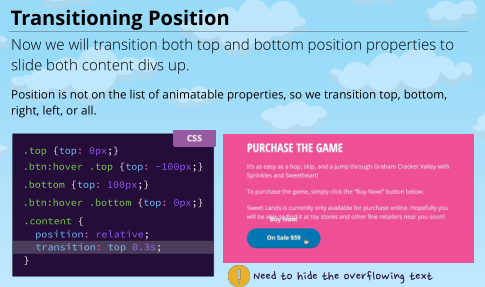 Transitioning Position
Now we will transition both top and bottom position properties to
slide both content divs up.
Position is not on the list of animatable properties, so we transition top, bottom,
right, left, or all.
CSS
.top {top: 0px;}
.btn:hover .top {top: -100px;}
.bottom {top: 100px;}
.btn:hover .bottom {top: 0px;}
.content {
position: relative;
transition: top 0.3s;
}
PURCHASE THE GAME
It's as easy as a hop, skip, and a jump through Graham Cracker Valley with
Sprinkles and Sweetheart!
To purchase the game, simply click the "Buy Now!" button below.
Sweet Lands is currently only available for purchase online. Hopefully you
will be able to find it at toy stores and other fine retailers near you soon!
Buy Now!
On Sale $59
! Need to hide the overflowing text